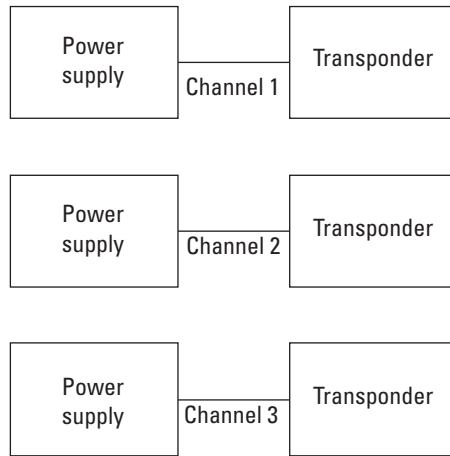 Power
supply
Channel 1
Transponder
Power
supply
Channel 2
Transponder
Power
supply
Channel 3
Transponder